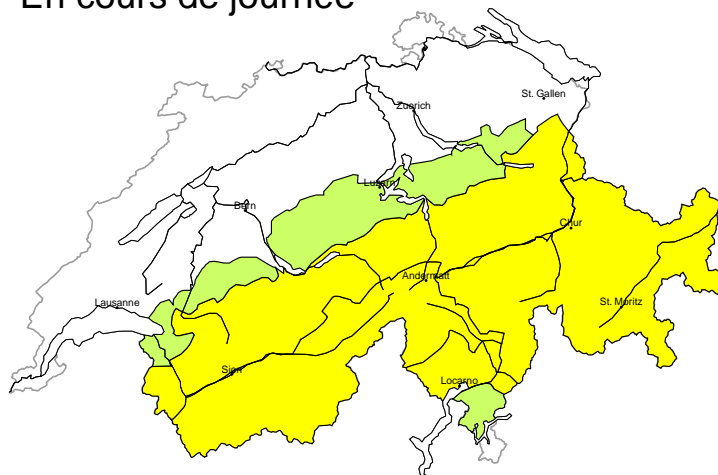 En cours de journée
St. Gallen
Zuerich
Luzern
Bern
Chur
Andermatt
Lausanne
St. Moritz
Sion
Locarno